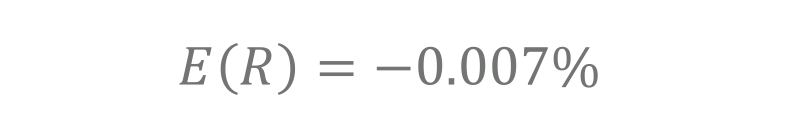 E(R) = −0.007%